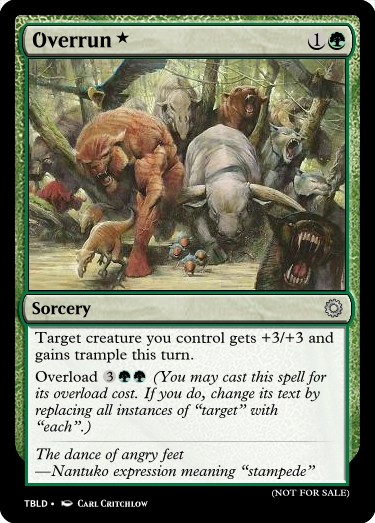 Overrun ★ 1
Sorcery
Target creature you control gets +3/+3 and
gains trample this turn.
Overload 3 (You may cast this spell for
its overload cost. If you do, change its text by
replacing all instances of “target” with
“each”.)
The dance of angry feet
—Nantuko expression meaning “stampede”
TBLD • Carl Critchlow
(NOT FOR SALE)